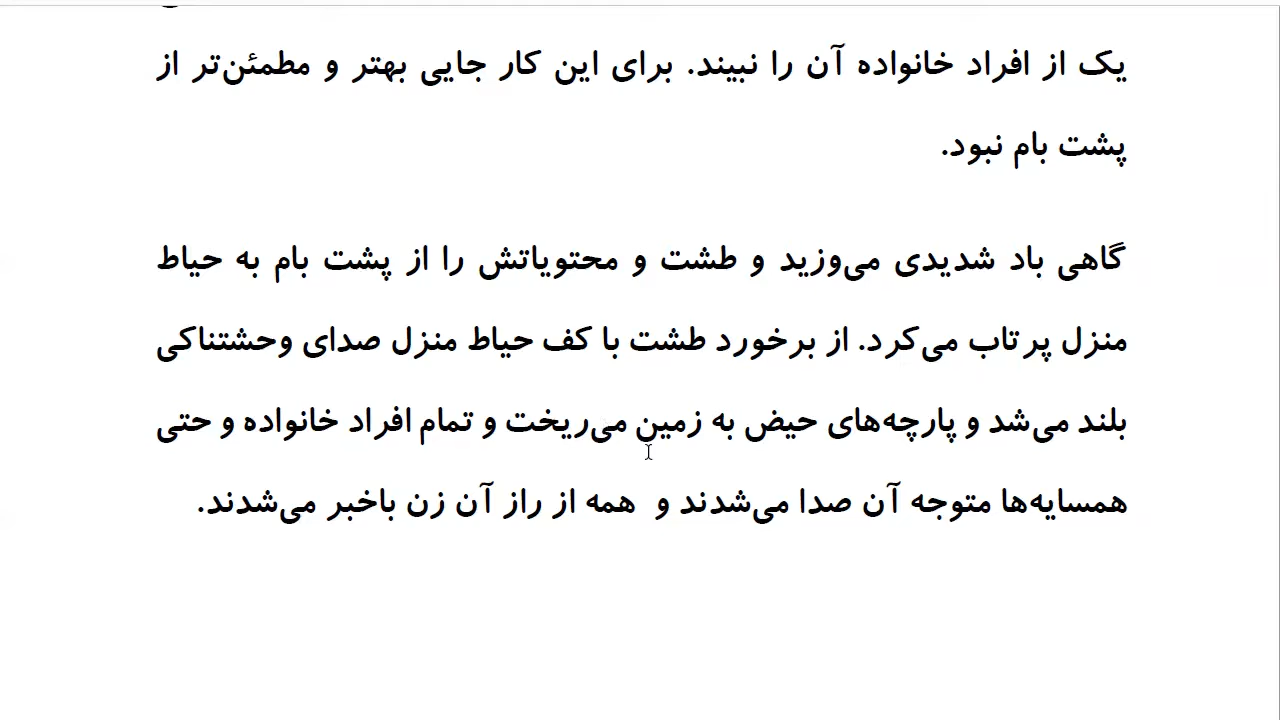 یک از افراد خانواده آن را نبیند. برای این کار جایی بهتر و مطمئن‌تر از
پشت بام نبود.
گاهی باد شدیدی می‌وزید و طشت و محتویاتش را از پشت بام به حیاط
منزل پرتاب می‌کرد. از برخورد طشت با کف حیاط منزل صدای وحشتناکی
بلند می‌شد و پارچه‌های حیض به زمین می‌ریخت و تمام افراد خانواده و حتی
همسایه‌ها متوجه آن صدا می‌شدند و  همه از راز آن زن باخبر می‌شدند.